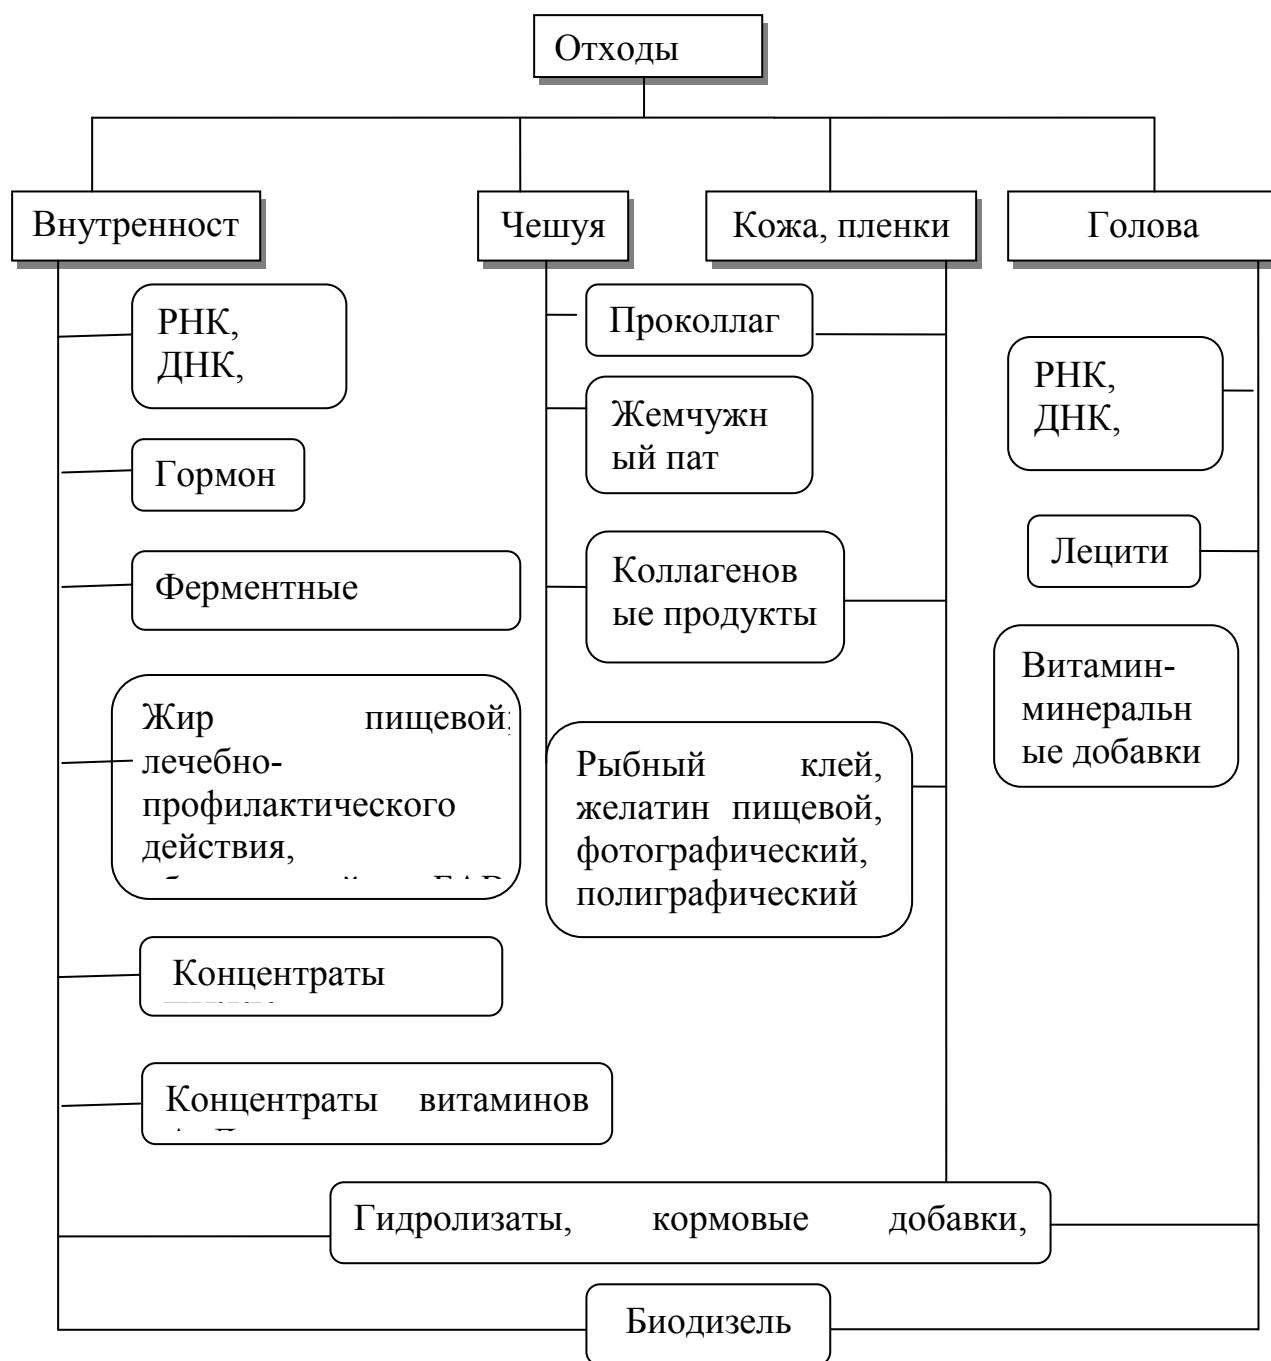 Отходы
Внутренност
Чешуя
Кожа, пленки
Голова
РНК,
ДНК,
Гормон
Ферментные
Жир пищевой;
лечебно-
профилактического
действия,
Концентраты
Концентраты витаминов
Проколлаг
Жемчужн
ый пат
Коллагенов
ые продукты
Рыбный клей,
желатин пищевой,
фотографический,
полиграфический
РНК,
ДНК,
Лецити
Витамин-
минеральн
ые добавки
Гидролизаты, кормовые добавки,
Биодизель